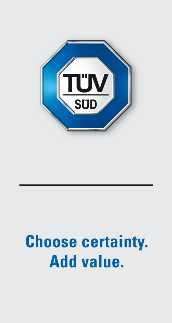 TÜV
SÜD
Choose certainty.
Add value.